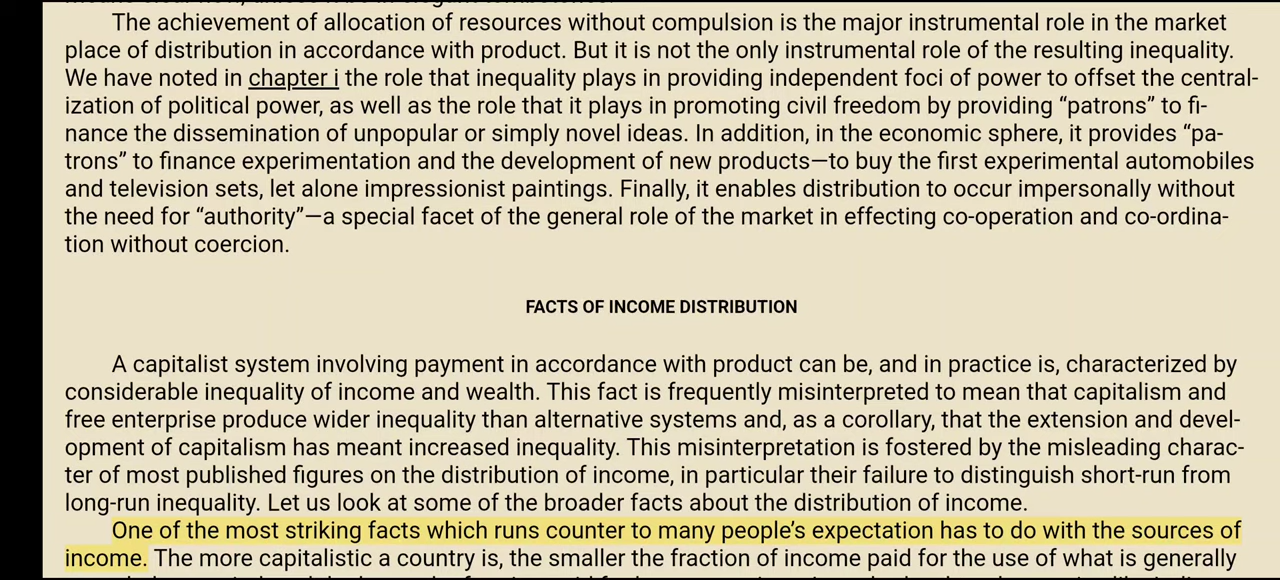 The achievement of allocation of resources without compulsion is the major instrumental role in the market
place of distribution in accordance with product. But it is not the only instrumental role of the resulting inequality.
We have noted in chapter i the role that inequality plays in providing independent foci of power to offset the central-
ization of political power, as well as the role that it plays in promoting civil freedom by providing “patrons” to fi-
nance the dissemination of unpopular or simply novel ideas. In addition, in the economic sphere, it provides “pa-
trons” to finance experimentation and the development of new products—to buy the first experimental automobiles
and television sets, let alone impressionist paintings. Finally, it enables distribution to occur impersonally without
the need for “authority”—a special facet of the general role of the market in effecting co-operation and co-ordina-
tion without coercion.
FACTS OF INCOME DISTRIBUTION
A capitalist system involving payment in accordance with product can be, and in practice is, characterized by
considerable inequality of income and wealth. This fact is frequently misinterpreted to mean that capitalism and
free enterprise produce wider inequality than alternative systems and, as a corollary, that the extension and devel-
opment of capitalism has meant increased inequality. This misinterpretation is fostered by the misleading charac-
ter of most published figures on the distribution of income, in particular their failure to distinguish short-run from
long-run inequality. Let us look at some of the broader facts about the distribution of income.
One of the most striking facts which runs counter to many people’s expectation has to do with the sources of
income. The more capitalistic a country is, the smaller the fraction of income paid for the use of what is generally